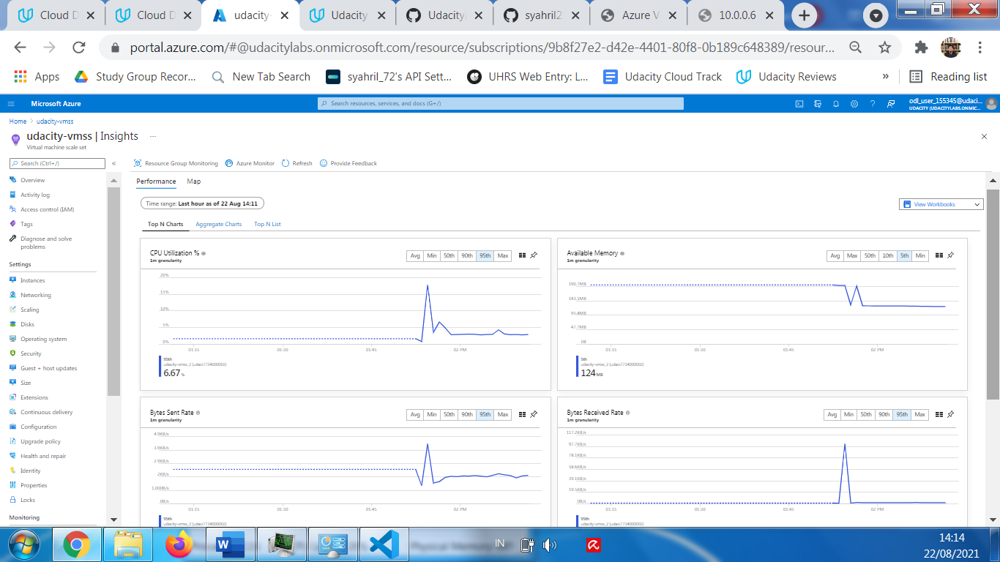 Cloud D
Cloud D
udacity-
Udacity
Udacity
syahril2
Azure V
10.0.0.6
portal.azure.com/#@udacitylabs.onmicrosoft.com/resource/subscriptions/9b8f27e2-d42e-4401-80f8-0b189c648389/resour...
Apps
Study Group Recor...
New Tab Search
syahril_72's API Sett...
UHRS Web Entry: L...
Udacity Cloud Track
Udacity Reviews
»
Reading list
Microsoft Azure
Search resources, services, and docs (G+/)
odl_user_155345@udaci...
UDACITY (UDACITYLABS.ONMIC...
Home > udacity-vmss
udacity-vmss | Insights ...
Virtual machine scale set
Search (Ctrl+/)
«
Overview
Activity log
Access control (IAM)
Tags
Diagnose and solve
problems
Settings
Instances
Networking
Scaling
Disks
Operating system
Security
Guest + host updates
Size
Extensions
Continuous delivery
Configuration
Upgrade policy
Health and repair
Identity
Properties
Locks
Monitoring
Resource Group Monitoring
Azure Monitor
Refresh
Provide Feedback
Performance
Map
Time range: Last hour as of 22 Aug 14:11
View Workbooks
Top N Charts
Aggregate Charts
Top N List
CPU Utilization %
1m granularity
Avg Min 50th 90th 95th Max
20%
15%
10%
5%
0%
01:15 01:30 01:45 02 PM
95th
udacity-vmss_2 (udaci7734000002)
6.67 %
Available Memory
1m granularity
Avg Max 50th 10th 5th Min
190.7MB
143.1MB
95.4MB
47.7MB
0B
01:15 01:30 01:45 02 PM
5th
udacity-vmss_2 (udaci7734000002)
124 MB
Bytes Sent Rate
1m granularity
Avg Min 50th 90th 95th Max
4.9KB/s
3.9KB/s
2.9KB/s
2KB/s
1,000B/s
0B/s
01:15 01:30 01:45 02 PM
95th
udacity-vmss_2 (udaci7734000002)
Bytes Received Rate
1m granularity
Avg Min 50th 90th 95th Max
117.2KB/s
97.7KB/s
78.1KB/s
58.6KB/s
39.1KB/s
19.5KB/s
0B/s
01:15 01:30 01:45 02 PM
95th
udacity-vmss_2 (udaci7734000002)
Physical Memory
IN
14:14
22/08/2021